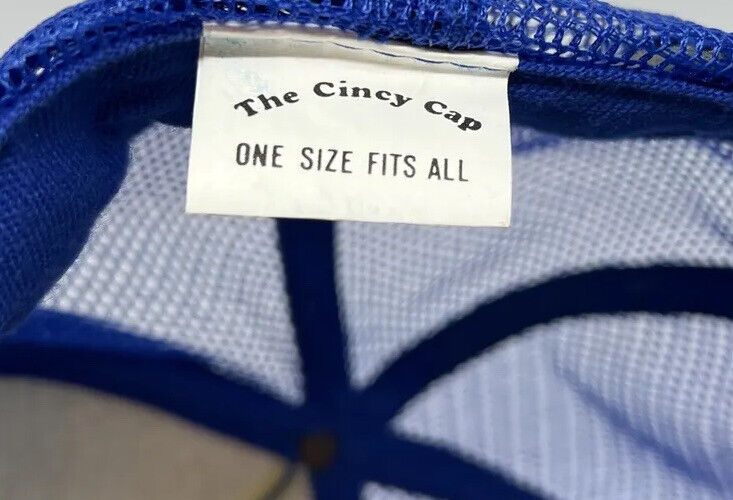 The Cincy Cap
ONE SIZE FITS ALL